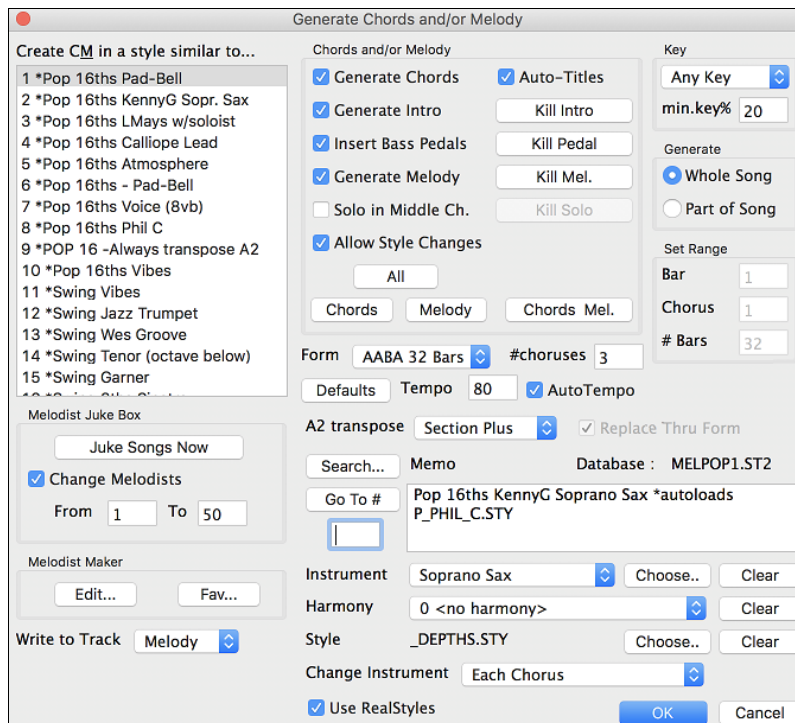 Generate Chords and/or Melody
Create CM in a style similar to...
1 *Pop 16ths Pad-Bell
2 *Pop 16ths KennyG Sopr. Sax
3 *Pop 16ths LMays w/soloist
4 *Pop 16ths Calliope Lead
5 *Pop 16ths Atmosphere
6 *Pop 16ths - Pad-Bell
7 *Pop 16ths Voice (8vb)
8 *Pop 16ths Phil C
9 *POP 16 -Always transpose A2
10 *Pop 16ths Vibes
11 *Swing Vibes
12 *Swing Jazz Trumpet
13 *Swing Wes Groove
14 *Swing Tenor (octave below)
15 *Swing Garner
Melodist Juke Box
Juke Songs Now
Change Melodists
From 1 To 50
Melodist Maker
Edit... Fav...
Write to Track Melody
Chords and/or Melody
Generate Chords Auto-Titles
Generate Intro Kill Intro
Insert Bass Pedals Kill Pedal
Generate Melody Kill Mel.
Solo in Middle Ch. Kill Solo
Allow Style Changes
All
Chords Melody Chords Mel.
Key
Any Key
min.key% 20
Generate
Whole Song
Part of Song
Set Range
Bar 1
Chorus 1
# Bars 32
Form AABA 32 Bars #choruses 3
Defaults Tempo 80 AutoTempo
A2 transpose Section Plus Replace Thru Form
Search... Memo Database : MELPOP1.ST2
Go To #
Pop 16ths KennyG Soprano Sax *autoloads
P_PHIL_C.STY
Instrument Soprano Sax Choose.. Clear
Harmony 0 <no harmony> Clear
Style _DEPTHS.STY Choose.. Clear
Change Instrument Each Chorus
Use RealStyles
OK Cancel